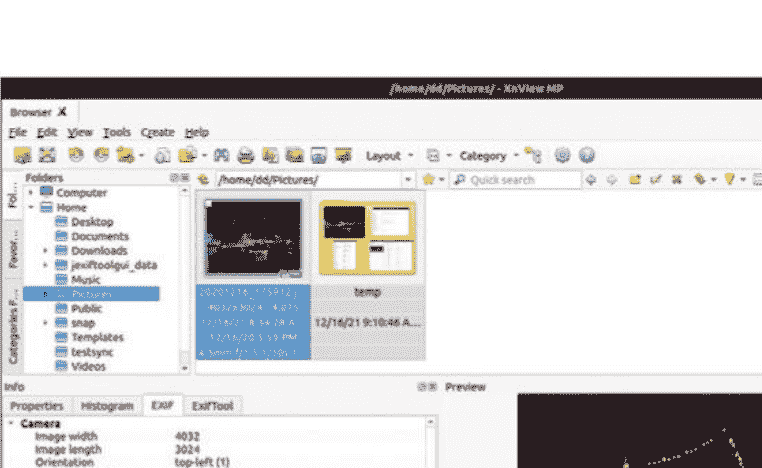 /home/dd/Pictures/ - XnView MP
Browser X
File Edit View Tools Create Help
Layout Category
Folders /home/dd/Pictures/ Quick search
Fol...
Favor...
Categories F...
Computer
Home
Desktop
Documents
Downloads
jexiftoolgui_data
Music
Pictures
Public
snap
Templates
testsync
Videos
temp
12/16/21 9:10:46 A...
Info Preview
Properties Histogram EXIF ExifTool
Camera
Image width 4032
Image length 3024
Orientation top-left (1)